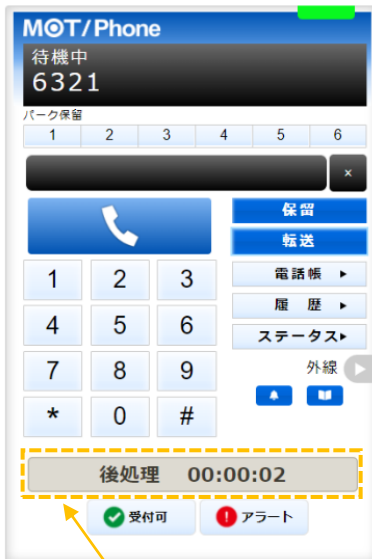 MOT/Phone
待機中
6321
パーク保留
1 2 3 4 5 6
×
保留
転送
1 2 3
電話帳 ▶
履 歴 ▶
4 5 6
ステータス▶
7 8 9
外線
* 0 #
後処理 00:00:02
受付可
! アラート